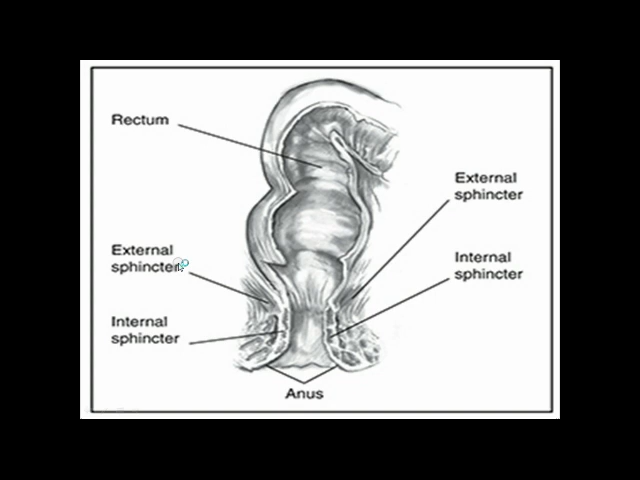 Rectum
External
sphincter
External
sphincter
Internal
sphincter
Internal
sphincter
Anus